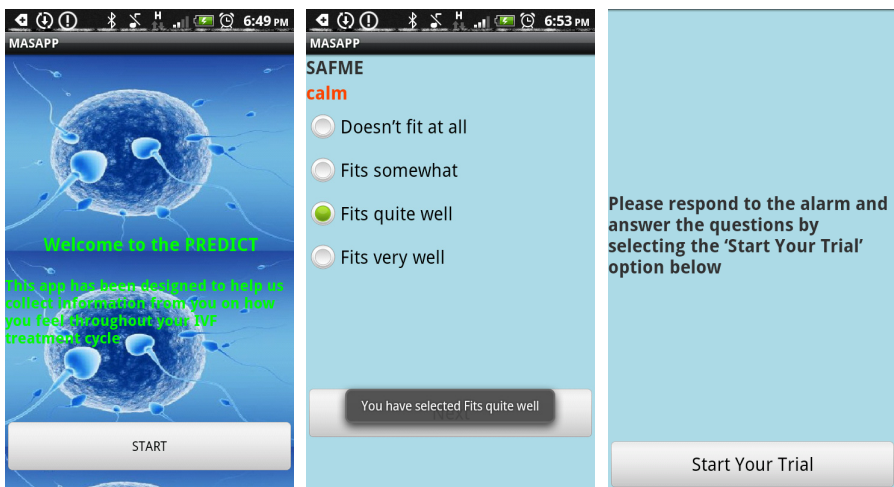 6:49 PM
MASAPP
Welcome to the PREDICT
This app has been designed to help us
collect information from you on how
you feel throughout your IVF
treatment cycle
START
6:53 PM
MASAPP
SAFME
calm
Doesn’t fit at all
Fits somewhat
Fits quite well
Fits very well
You have selected Fits quite well
Next
Please respond to the alarm and
answer the questions by
selecting the ‘Start Your Trial’
option below
Start Your Trial